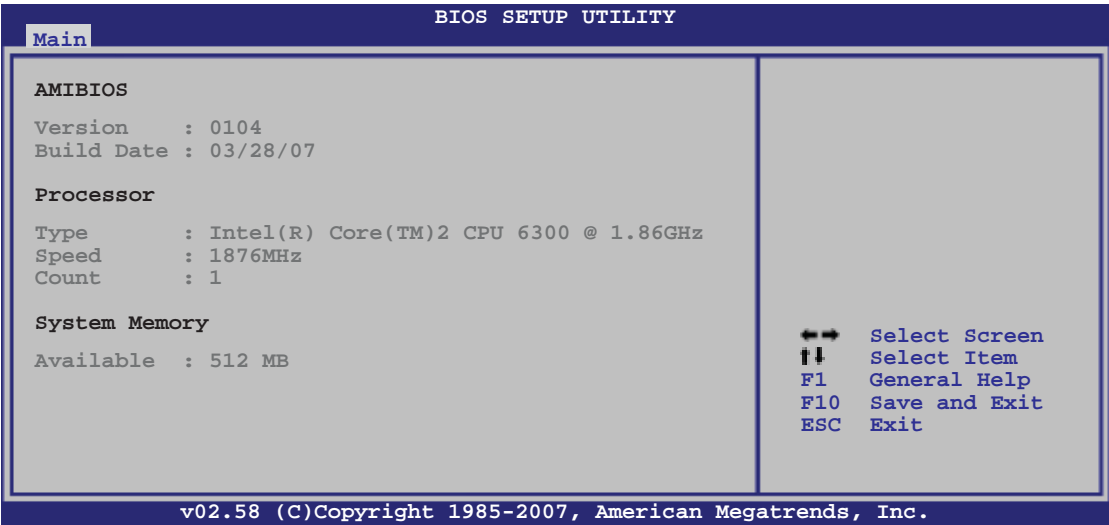 BIOS SETUP UTILITY
Main
AMIBIOS
Version : 0104
Build Date : 03/28/07
Processor
Type : Intel(R) Core(TM)2 CPU 6300 @ 1.86GHz
Speed : 1876MHz
Count : 1
System Memory
Available : 512 MB
←→ Select Screen
↑↓ Select Item
F1 General Help
F10 Save and Exit
ESC Exit
v02.58 (C)Copyright 1985-2007, American Megatrends, Inc.